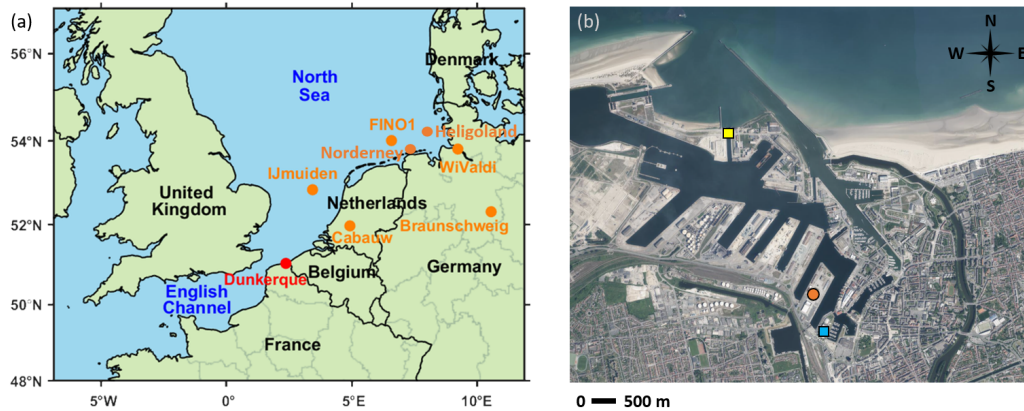 (a)
56°N
54°N
52°N
50°N
48°N
5°W
0°
5°E
10°E
Denmark
North
Sea
FINO1
Heligoland
Norderney
WiValdi
IJmuiden
United
Kingdom
Netherlands
Braunschweig
Cabauw
Dunkerque
Belgium
Germany
English
Channel
France
(b)
N
W
E
S
0
500 m